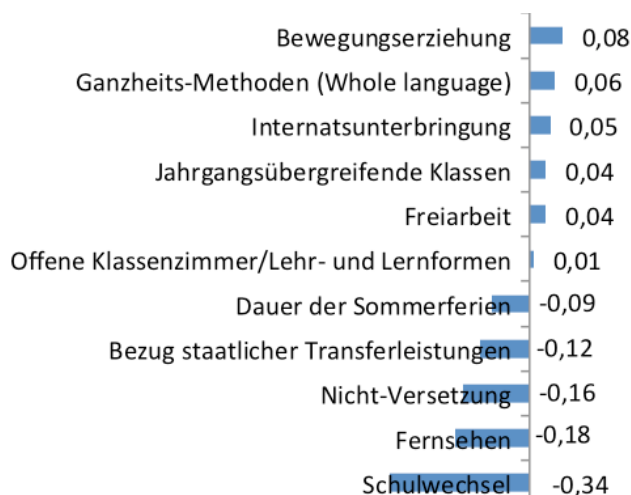 Bewegungserziehung 0,08
Ganzheits-Methoden (Whole language) 0,06
Internatsunterbringung 0,05
Jahrgangsübergreifende Klassen 0,04
Freiarbeit 0,04
Offene Klassenzimmer/Lehr- und Lernformen 0,01
Dauer der Sommerferien -0,09
Bezug staatlicher Transferleistungen -0,12
Nicht-Versetzung -0,16
Fernsehen -0,18
Schulwechsel -0,34